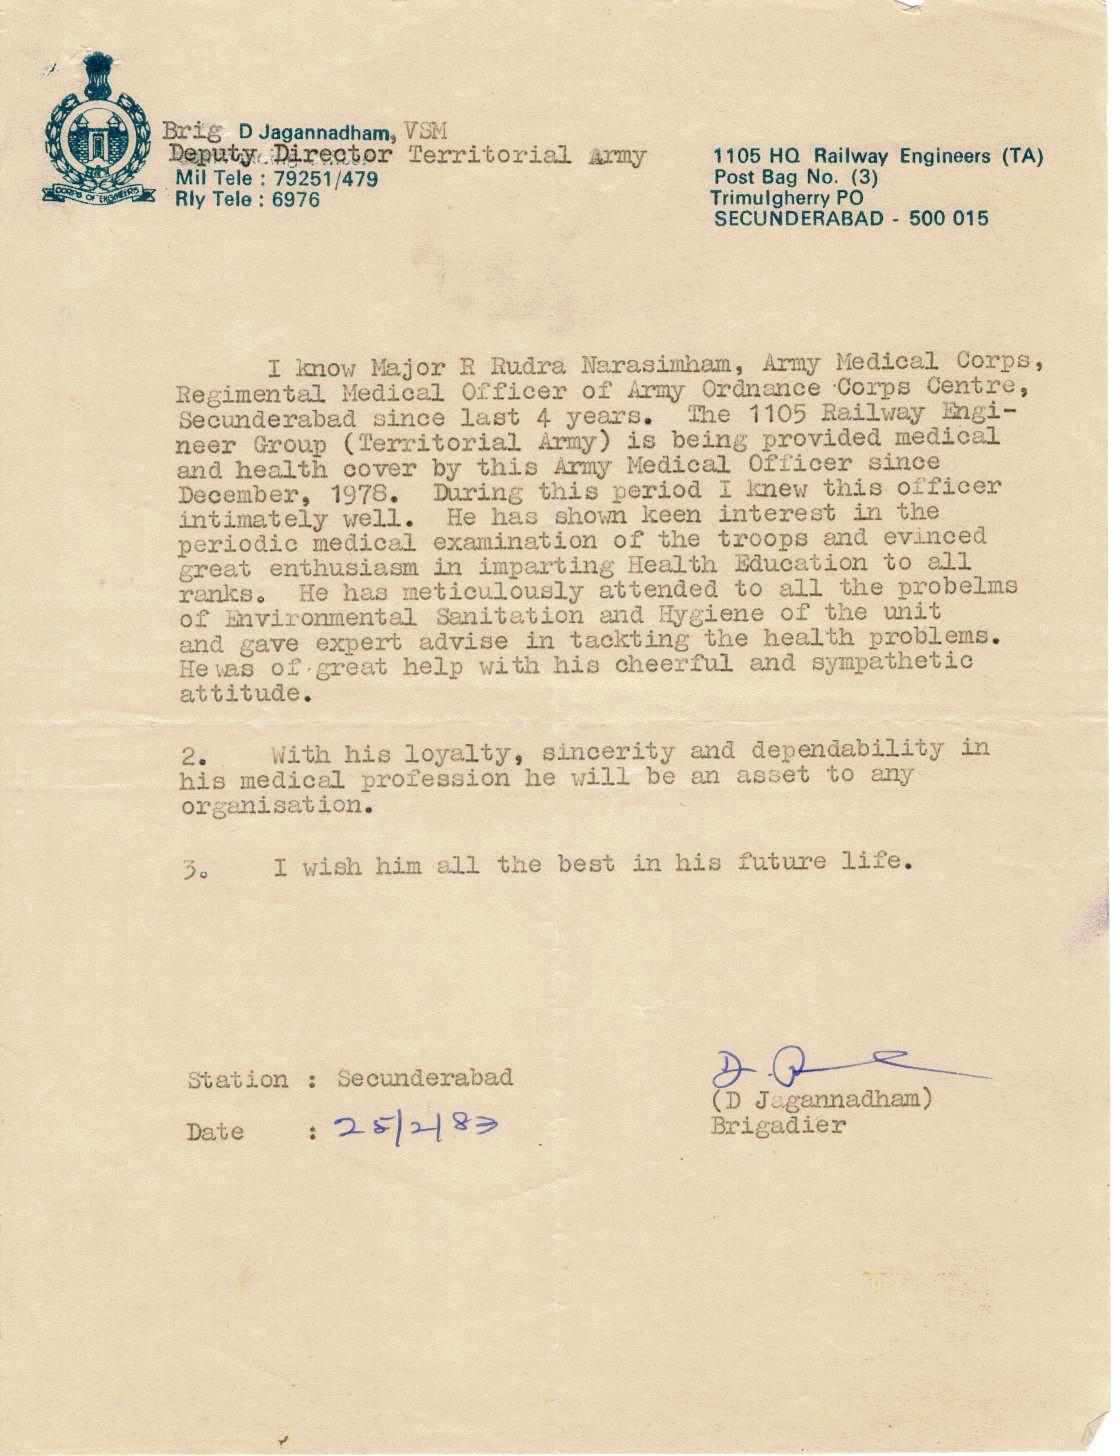 Brig D Jagannadham, VSM
Deputy Director Territorial Army
Mil Tele : 79251/479
Rly Tele : 6976
CORPS OF ENGINEERS
1105 HQ Railway Engineers (TA)
Post Bag No. (3)
Trimulgherry PO
SECUNDERABAD - 500 015
I know Major R Rudra Narasimham, Army Medical Corps,
Regimental Medical Officer of Army Ordnance Corps Centre,
Secunderabad since last 4 years. The 1105 Railway Engi-
neer Group (Territorial Army) is being provided medical
and health cover by this Army Medical Officer since
December, 1978. During this period I knew this officer
intimately well. He has shown keen interest in the
periodic medical examination of the troops and evinced
great enthusiasm in imparting Health Education to all
ranks. He has meticulously attended to all the probelms
of Environmental Sanitation and Hygiene of the unit
and gave expert advise in tackting the health problems.
He was of great help with his cheerful and sympathetic
attitude.
2. With his loyalty, sincerity and dependability in
his medical profession he will be an asset to any
organisation.
3. I wish him all the best in his future life.
Station : Secunderabad
Date : 25/2/83
(D Jagannadham)
Brigadier